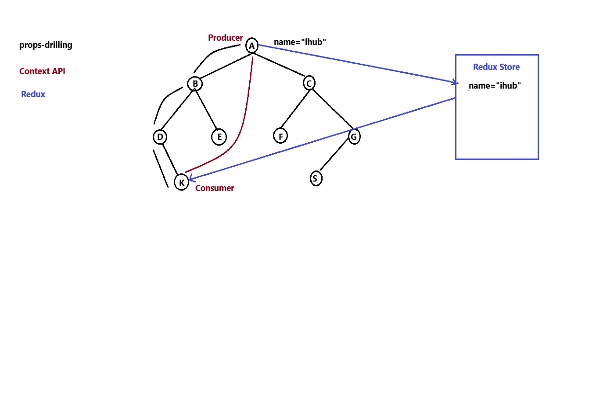 Producer
A
name="Ihub"
props-drilling
Context API
Redux
Redux Store
name="ihub"
B
C
D
E
F
G
K
S
Consumer